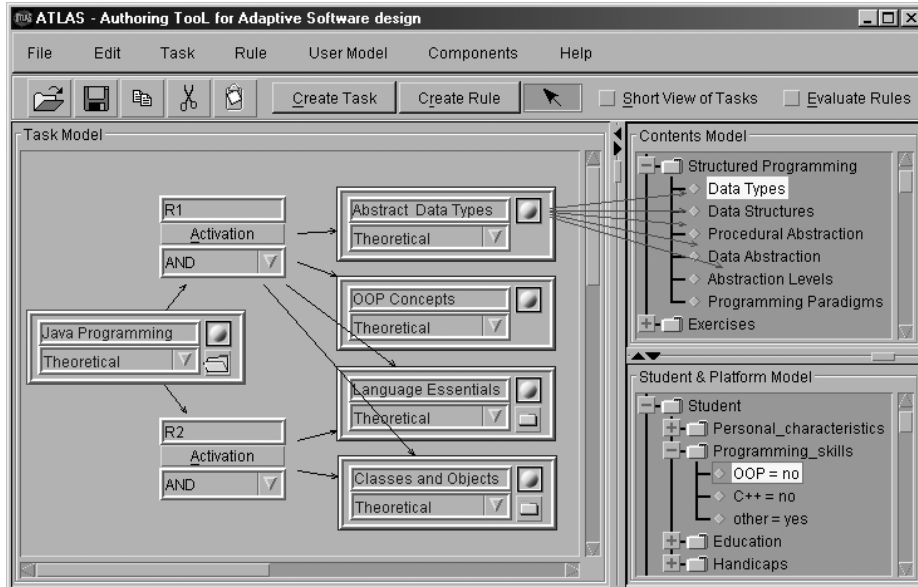 ATLAS - Authoring TooL for Adaptive Software design
File Edit Task Rule User Model Components Help
Create Task Create Rule Short View of Tasks Evaluate Rules
Task Model
R1
Activation
AND
Java Programming
Theoretical
R2
Activation
AND
Abstract Data Types
Theoretical
OOP Concepts
Theoretical
Language Essentials
Theoretical
Classes and Objects
Theoretical
Contents Model
Structured Programming
Data Types
Data Structures
Procedural Abstraction
Data Abstraction
Abstraction Levels
Programming Paradigms
Exercises
Student & Platform Model
Student
Personal_characteristics
Programming_skills
OOP = no
C++ = no
other = yes
Education
Handicaps